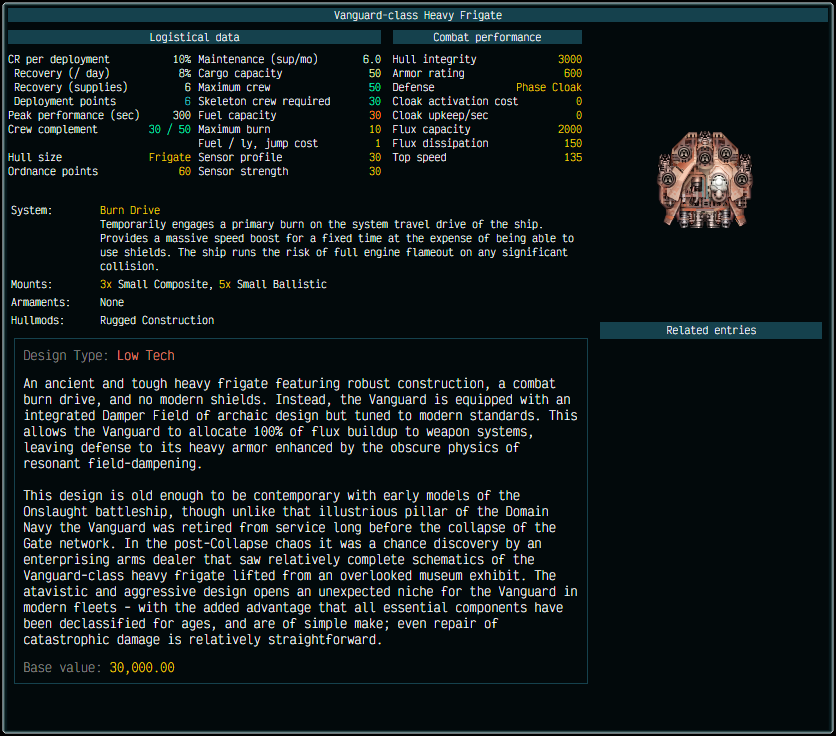 Vanguard-class Heavy Frigate
Logistical data
Combat performance
CR per deployment 10% Maintenance (sup/mo) 6.0 Hull integrity 3000
Recovery (/ day) 8% Cargo capacity 50 Armor rating 600
Recovery (supplies) 6 Maximum crew 50 Defense Phase Cloak
Deployment points 6 Skeleton crew required 30 Cloak activation cost 0
Peak performance (sec) 300 Fuel capacity 30 Cloak upkeep/sec 0
Crew complement 30 / 50 Maximum burn 10 Flux capacity 2000
Fuel / ly, jump cost 1 Flux dissipation 150
Hull size Frigate Sensor profile 30 Top speed 135
Ordnance points 60 Sensor strength 30
System: Burn Drive
Temporarily engages a primary burn on the system travel drive of the ship.
Provides a massive speed boost for a fixed time at the expense of being able to
use shields. The ship runs the risk of full engine flameout on any significant
collision.
Mounts: 3x Small Composite, 5x Small Ballistic
Armaments: None
Hullmods: Rugged Construction
Related entries
Design Type: Low Tech
An ancient and tough heavy frigate featuring robust construction, a combat
burn drive, and no modern shields. Instead, the Vanguard is equipped with an
integrated Damper Field of archaic design but tuned to modern standards. This
allows the Vanguard to allocate 100% of flux buildup to weapon systems,
leaving defense to its heavy armor enhanced by the obscure physics of
resonant field-dampening.
This design is old enough to be contemporary with early models of the
Onslaught battleship, though unlike that illustrious pillar of the Domain
Navy the Vanguard was retired from service long before the collapse of the
Gate network. In the post-Collapse chaos it was a chance discovery by an
enterprising arms dealer that saw relatively complete schematics of the
Vanguard-class heavy frigate lifted from an overlooked museum exhibit. The
atavistic and aggressive design opens an unexpected niche for the Vanguard in
modern fleets - with the added advantage that all essential components have
been declassified for ages, and are of simple make; even repair of
catastrophic damage is relatively straightforward.
Base value: 30,000.00